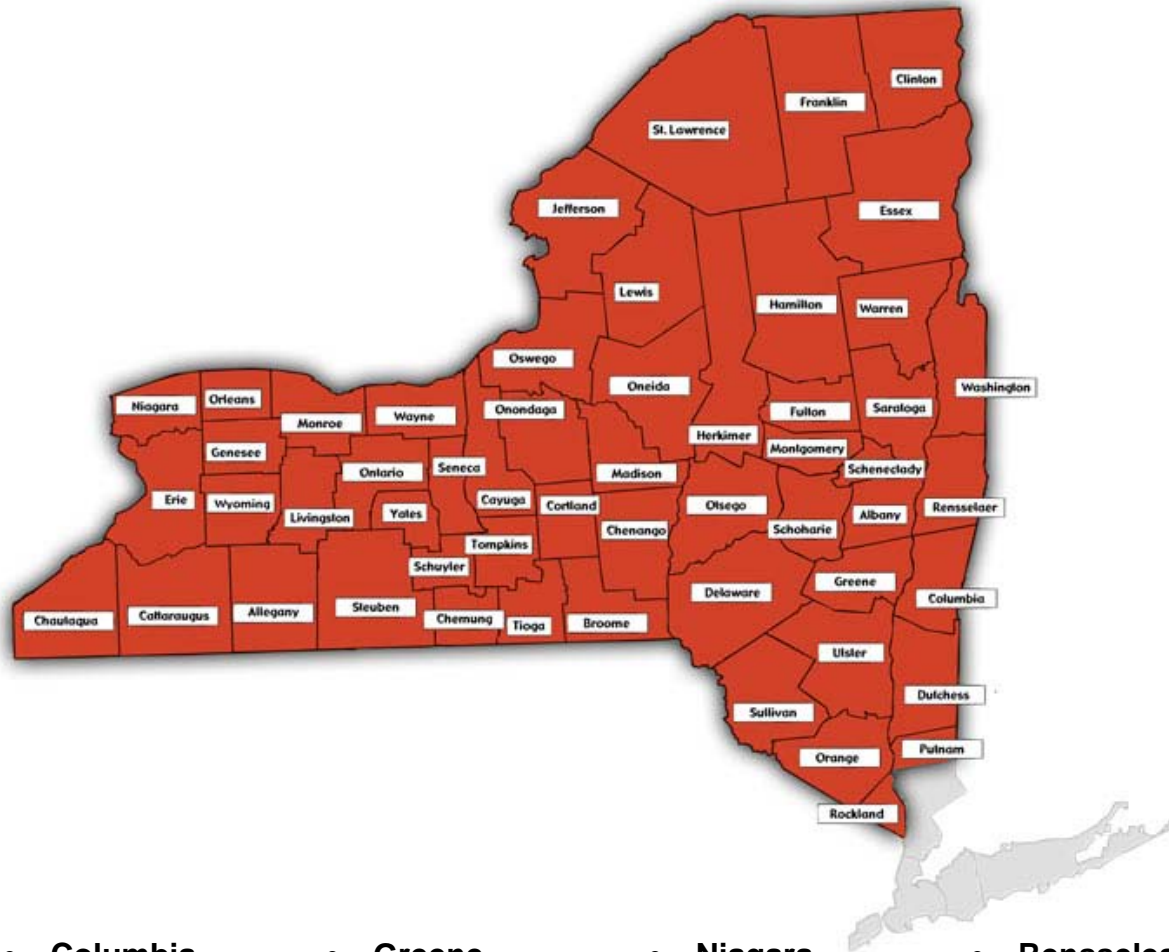 Clinton
Franklin
St. Lawrence
Jefferson
Essex
Lewis
Hamilton
Warren
Oswego
Oneida
Washington
Niagara
Orleans
Monroe
Wayne
Onondaga
Fulton
Saratoga
Herkimer
Montgomery
Genesee
Ontario
Seneca
Madison
Schenectady
Erie
Wyoming
Livingston
Yates
Cayuga
Cortland
Chenango
Otsego
Schoharie
Albany
Rensselaer
Tompkins
Schuyler
Greene
Delaware
Columbia
Chautauqua
Cattaraugus
Allegany
Steuben
Chemung
Tioga
Broome
Ulster
Dutchess
Sullivan
Orange
Putnam
Rockland
• Columbia • Greene • Niagara •